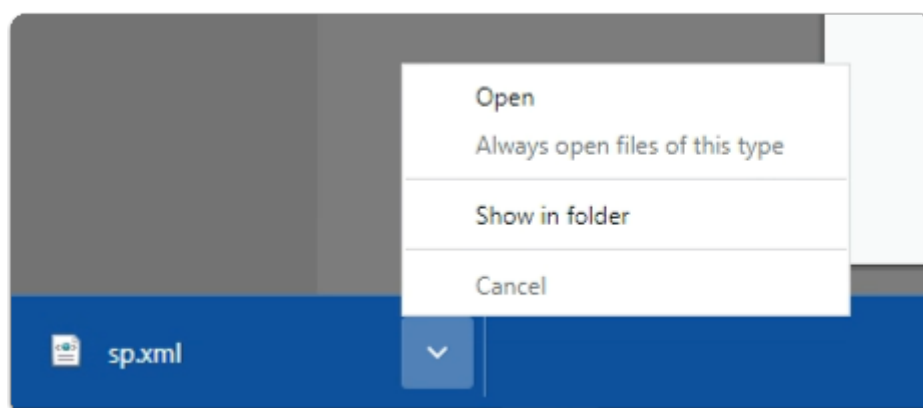 Open
Always open files of this type
Show in folder
Cancel
sp.xml